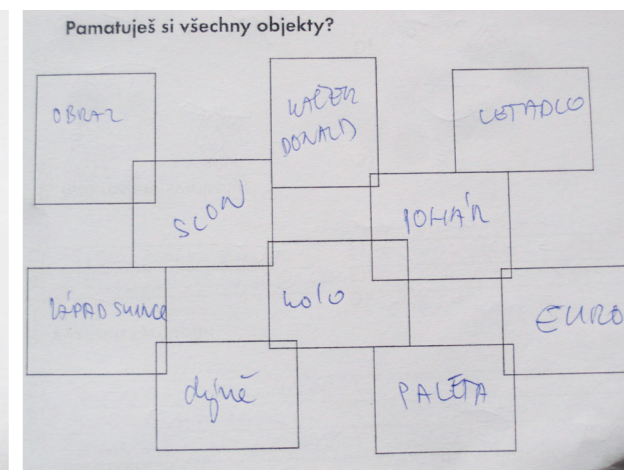 Pamatuješ si všechny objekty?
OBRAZ
KAČER
DONALD
LETADLO
SLON
POHÁR
ZÁPAD SLUNCE
kolo
EURO
dýně
PALETA